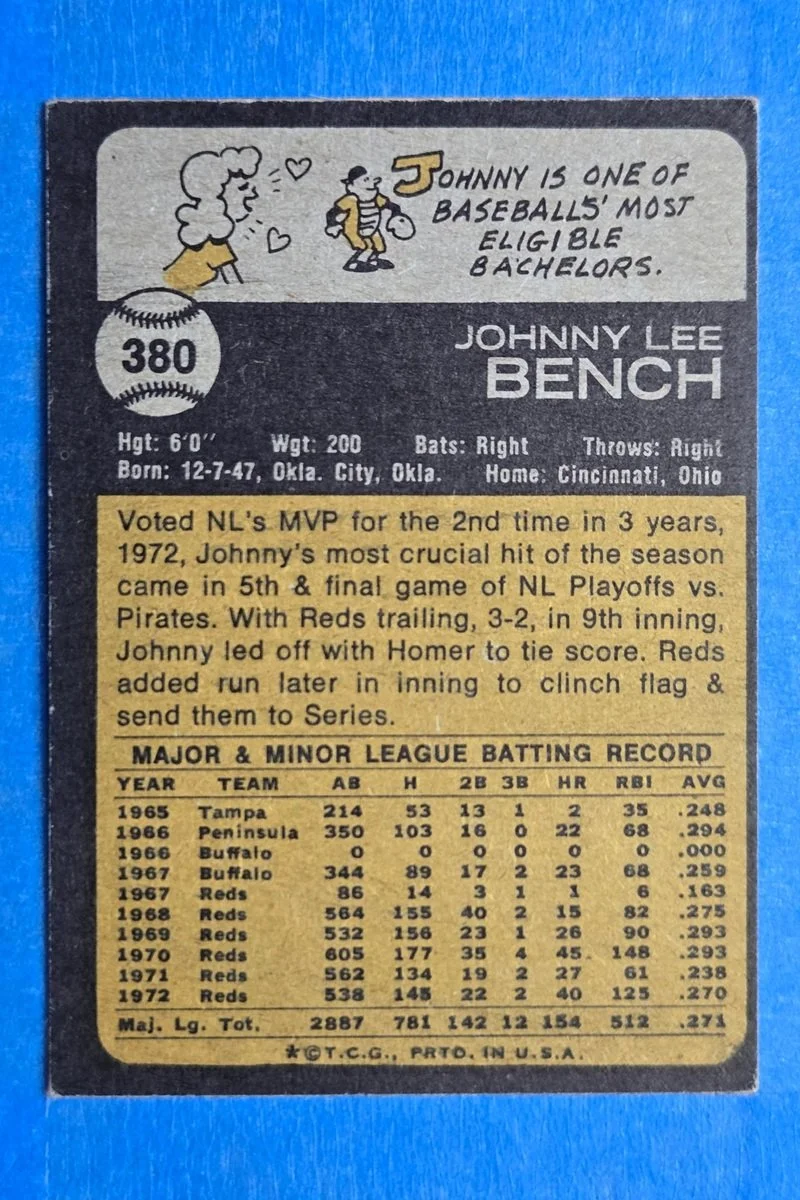 JOHNNY IS ONE OF
BASEBALLS' MOST
ELIGIBLE
BACHELORS.
380
JOHNNY LEE
BENCH
Hgt: 6'0" Wgt: 200 Bats: Right Throws: Right
Born: 12-7-47, Okla. City, Okla. Home: Cincinnati, Ohio
Voted NL's MVP for the 2nd time in 3 years,
1972, Johnny's most crucial hit of the season
came in 5th & final game of NL Playoffs vs.
Pirates. With Reds trailing, 3-2, in 9th inning,
Johnny led off with Homer to tie score. Reds
added run later in inning to clinch flag &
send them to Series.
MAJOR & MINOR LEAGUE BATTING RECORD
YEAR TEAM AB H 2B 3B HR RBI AVG
1965 Tampa 214 53 13 1 2 35 .248
1966 Peninsula 350 103 16 0 22 68 .294
1966 Buffalo 0 0 0 0 0 0 .000
1967 Buffalo 344 89 17 2 23 68 .259
1967 Reds 86 14 3 1 1 6 .163
1968 Reds 564 155 40 2 15 82 .275
1969 Reds 532 156 23 1 26 90 .293
1970 Reds 605 177 35 4 45 148 .293
1971 Reds 562 134 19 2 27 61 .238
1972 Reds 538 145 22 2 40 125 .270
Maj. Lg. Tot. 2887 781 142 12 154 512 .271
*©T.C.G., PRTD. IN U.S.A.